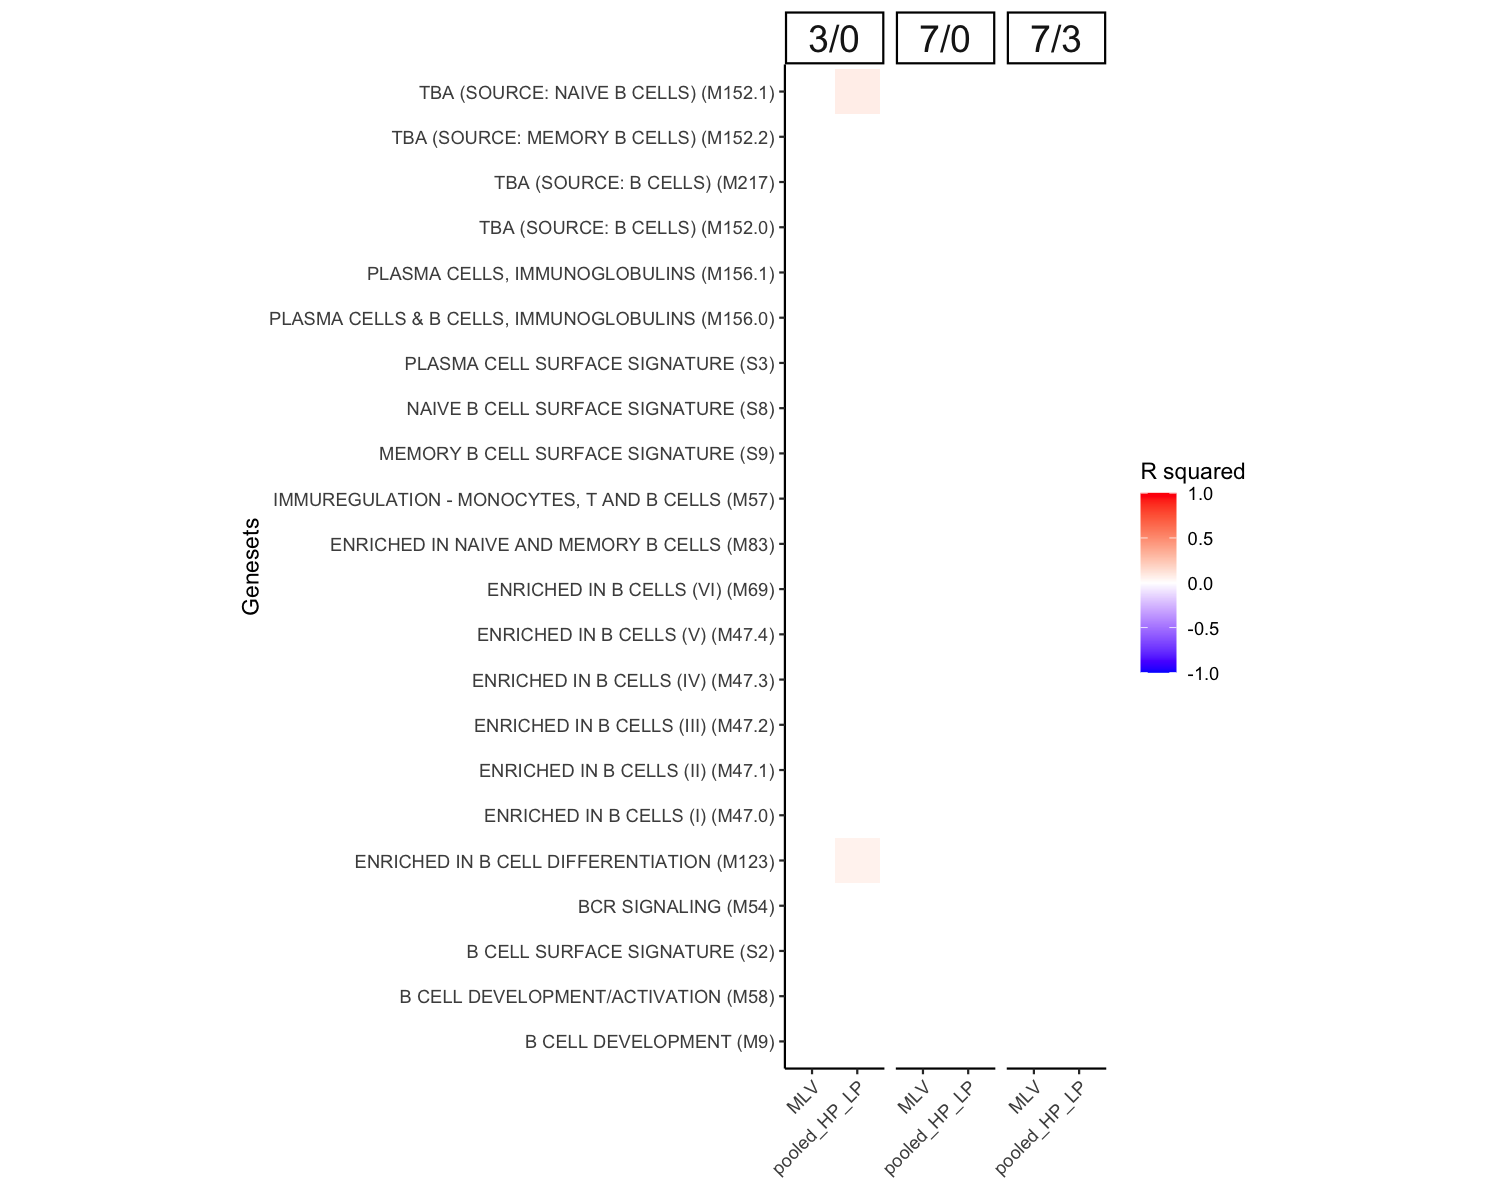 3/0
7/0
7/3
TBA (SOURCE: NAIVE B CELLS) (M152.1)
TBA (SOURCE: MEMORY B CELLS) (M152.2)
TBA (SOURCE: B CELLS) (M217)
TBA (SOURCE: B CELLS) (M152.0)
PLASMA CELLS, IMMUNOGLOBULINS (M156.1)
PLASMA CELLS & B CELLS, IMMUNOGLOBULINS (M156.0)
PLASMA CELL SURFACE SIGNATURE (S3)
NAIVE B CELL SURFACE SIGNATURE (S8)
MEMORY B CELL SURFACE SIGNATURE (S9)
IMMUREGULATION - MONOCYTES, T AND B CELLS (M57)
ENRICHED IN NAIVE AND MEMORY B CELLS (M83)
ENRICHED IN B CELLS (VI) (M69)
ENRICHED IN B CELLS (V) (M47.4)
ENRICHED IN B CELLS (IV) (M47.3)
ENRICHED IN B CELLS (III) (M47.2)
ENRICHED IN B CELLS (II) (M47.1)
ENRICHED IN B CELLS (I) (M47.0)
ENRICHED IN B CELL DIFFERENTIATION (M123)
BCR SIGNALING (M54)
B CELL SURFACE SIGNATURE (S2)
B CELL DEVELOPMENT/ACTIVATION (M58)
B CELL DEVELOPMENT (M9)
Genesets
MLV
pooled_HP_LP
MLV
pooled_HP_LP
MLV
pooled_HP_LP
R squared
1.0
0.5
0.0
-0.5
-1.0